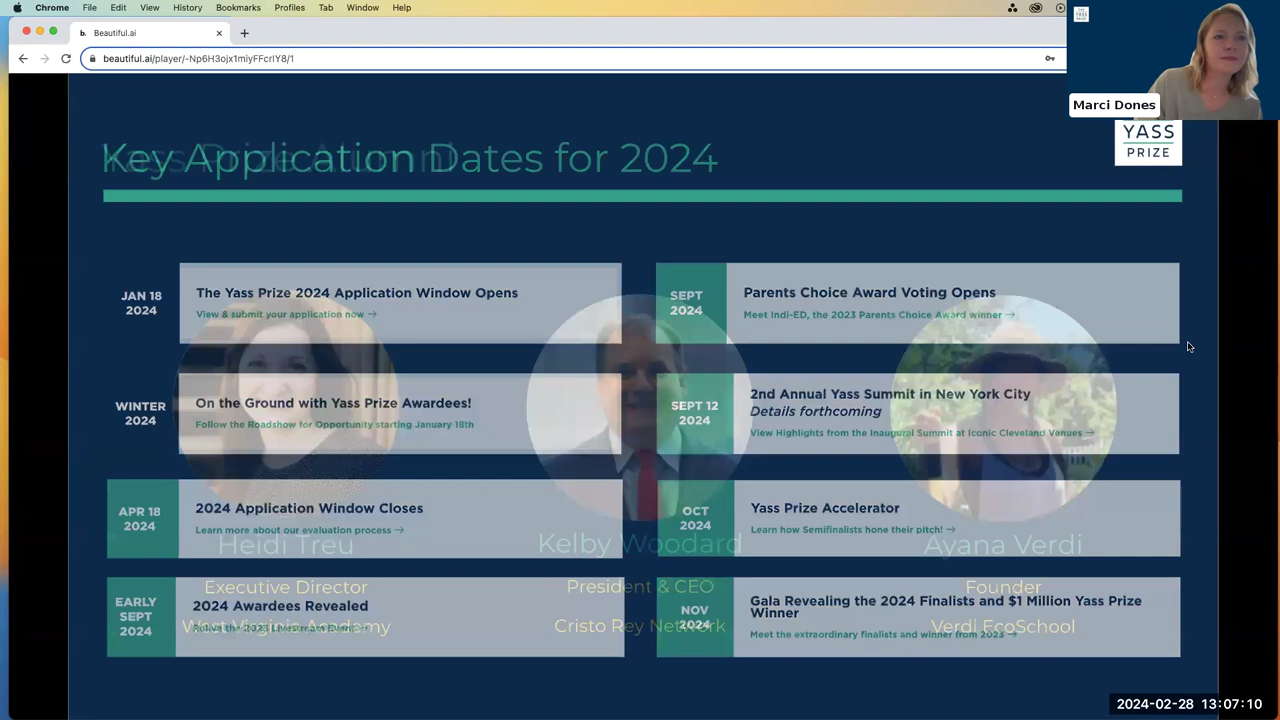 Chrome File Edit View History Bookmarks Profiles Tab Window Help
b. Beautiful.ai
beautiful.ai/player/-Np6H3ojx1miyFFcrIY8/1
Marci Dones
YASS
PRIZE
Key Application Dates for 2024
Yass Prize Alumni
JAN 18
2024
The Yass Prize 2024 Application Window Opens
View & submit your application now →
WINTER
2024
On the Ground with Yass Prize Awardees!
Follow the Roadshow for Opportunity starting January 18th
APR 18
2024
2024 Application Window Closes
Learn more about our evaluation process →
EARLY
SEPT
2024
2024 Awardees Revealed
SEPT
2024
Parents Choice Award Voting Opens
Meet Indi-ED, the 2023 Parents Choice Award winner →
SEPT 12
2024
2nd Annual Yass Summit in New York City
Details forthcoming
View Highlights from the Inaugural Summit at Iconic Cleveland Venues →
OCT
2024
Yass Prize Accelerator
Learn how Semifinalists hone their pitch! →
NOV
2024
Gala Revealing the 2024 Finalists and $1 Million Yass Prize
Winner
Meet the extraordinary finalists and winner from 2023 →
Heidi Treu
Executive Director
West Virginia Academy
Kelby Woodard
President & CEO
Cristo Rey Network
Ayana Verdi
Founder
Verdi EcoSchool
2024-02-28 13:07:10